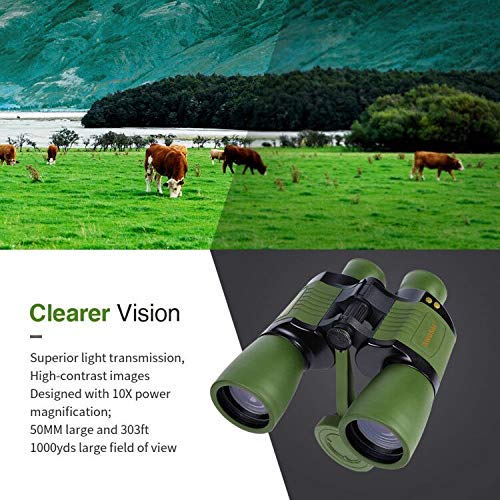 Clearer Vision
Superior light transmission,
High-contrast images
Designed with 10X power
magnification;
50MM large and 303ft
1000yds large field of view